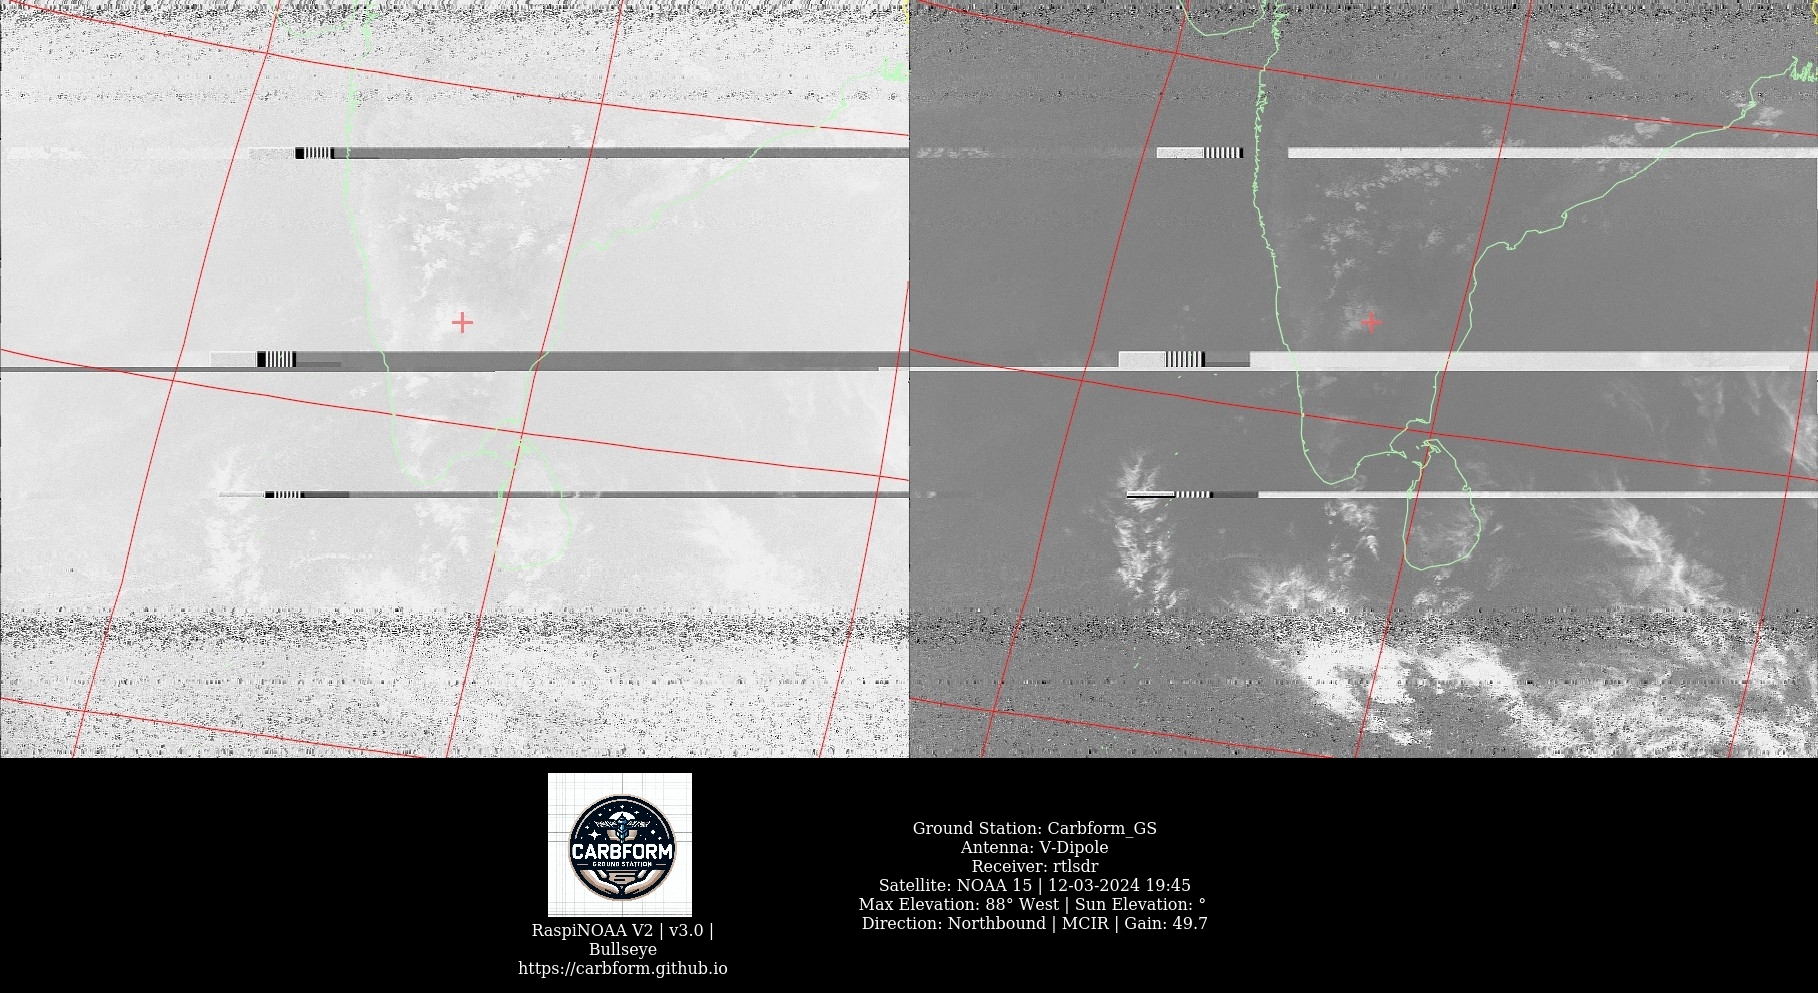 CARBFORM
GROUND STATION
RaspiNOAA V2 | v3.0 |
Bullseye
https://carbform.github.io
Ground Station: Carbform_GS
Antenna: V-Dipole
Receiver: rtlsdr
Satellite: NOAA 15 | 12-03-2024 19:45
Max Elevation: 88° West | Sun Elevation: °
Direction: Northbound | MCIR | Gain: 49.7